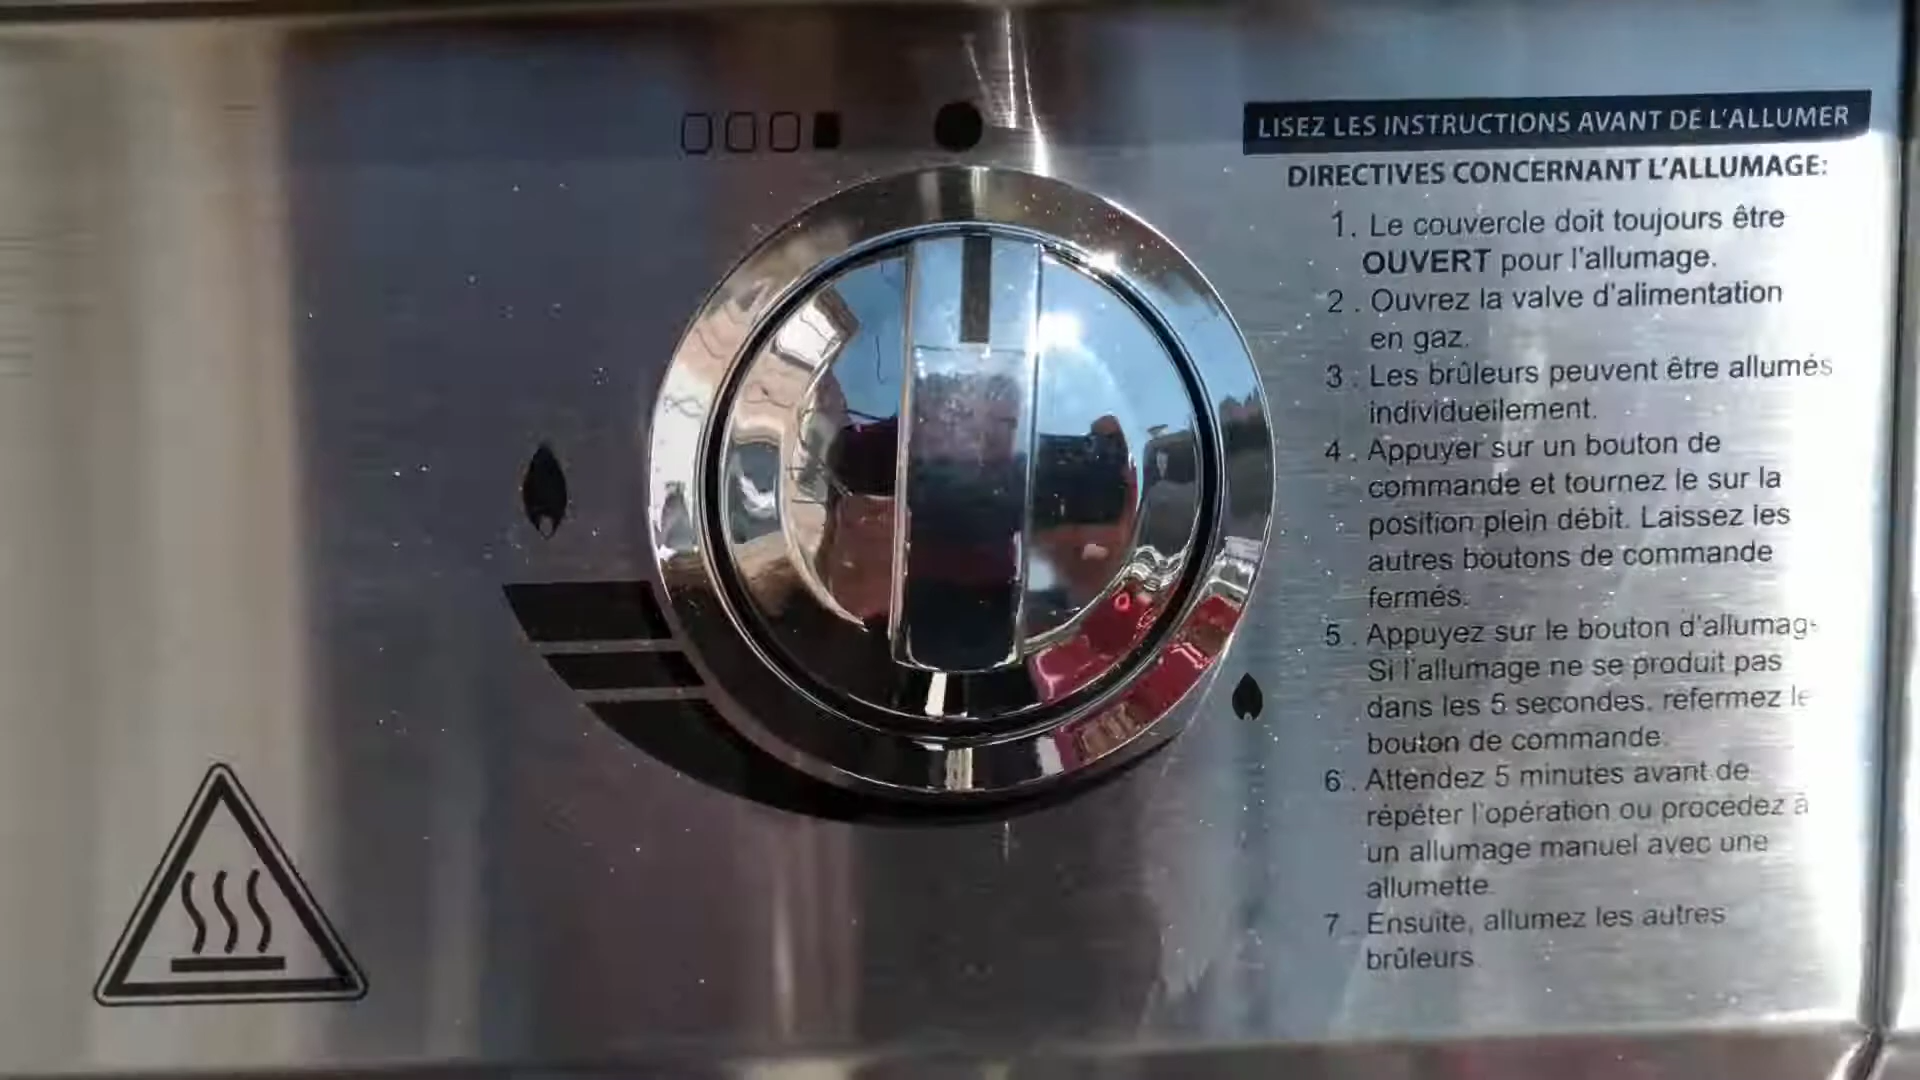 LISEZ LES INSTRUCTIONS AVANT DE L'ALLUMER
DIRECTIVES CONCERNANT L'ALLUMAGE:
1. Le couvercle doit toujours être
OUVERT pour l'allumage.
2. Ouvrez la valve d'alimentation
en gaz.
3. Les brûleurs peuvent être allumés
individuellement.
4. Appuyer sur un bouton de
commande et tournez le sur la
position plein débit. Laissez les
autres boutons de commande
fermés.
5. Appuyez sur le bouton d'allumage
Si l'allumage ne se produit pas
dans les 5 secondes, refermez le
bouton de commande.
6. Attendez 5 minutes avant de
répéter l'opération ou procédez à
un allumage manuel avec une
allumette.
7. Ensuite, allumez les autres
brûleurs